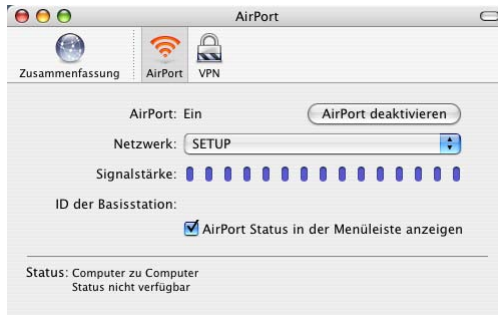 AirPort
Zusammenfassung AirPort VPN
AirPort: Ein AirPort deaktivieren
Netzwerk: SETUP
Signalstärke:
ID der Basisstation:
AirPort Status in der Menüleiste anzeigen
Status: Computer zu Computer
Status nicht verfügbar